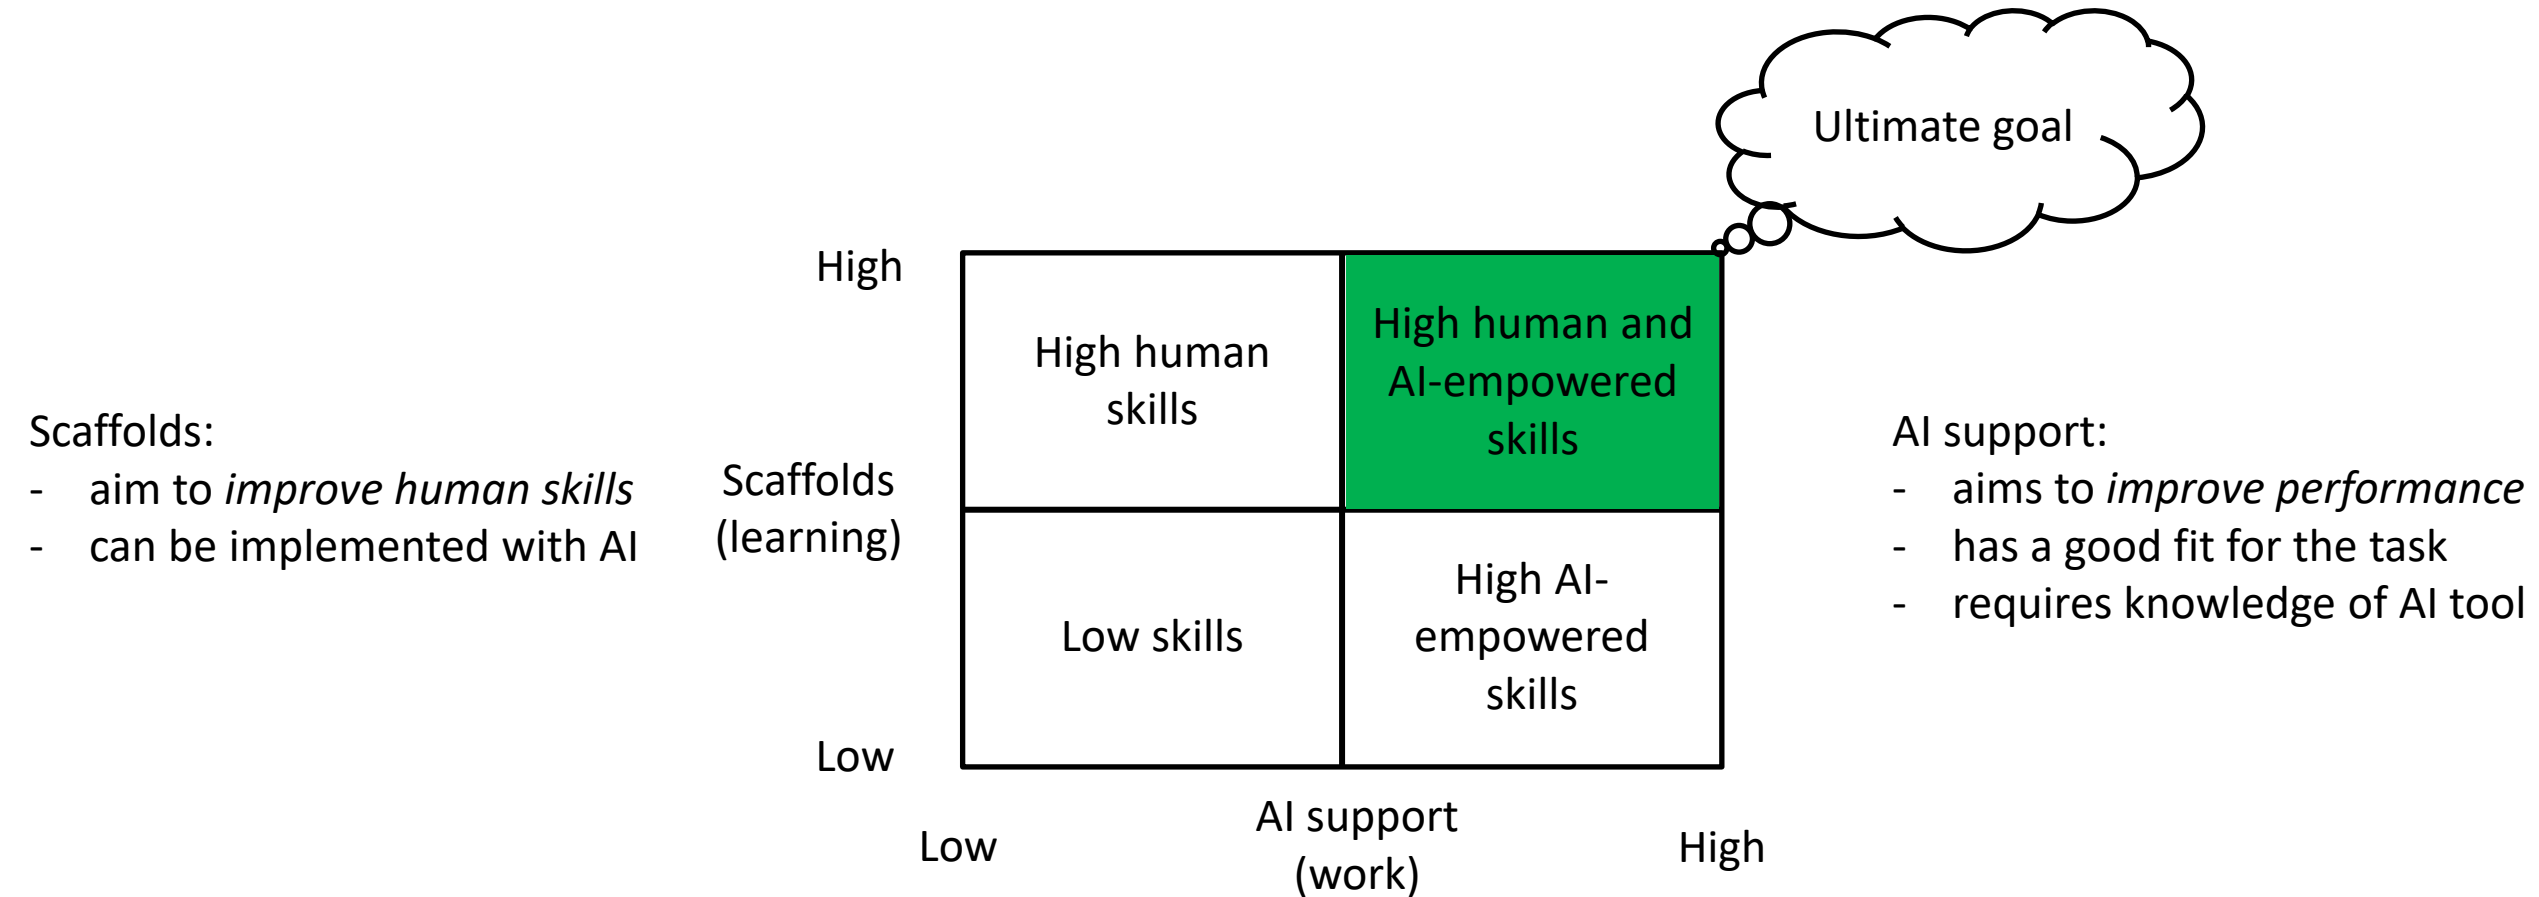 Ultimate goal
High
High human
skills
High human and
AI-empowered
skills
Scaffolds:
- aim to improve human skills
- can be implemented with AI
Scaffolds
(learning)
AI support:
- aims to improve performance
- has a good fit for the task
- requires knowledge of AI tool
Low skills
High AI-
empowered
skills
Low
Low
AI support
(work)
High